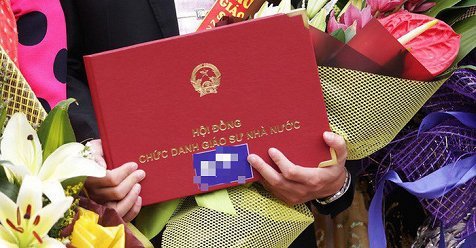 HỘI ĐỒNG
CHỨC DANH GIÁO SƯ NHÀ NƯỚC